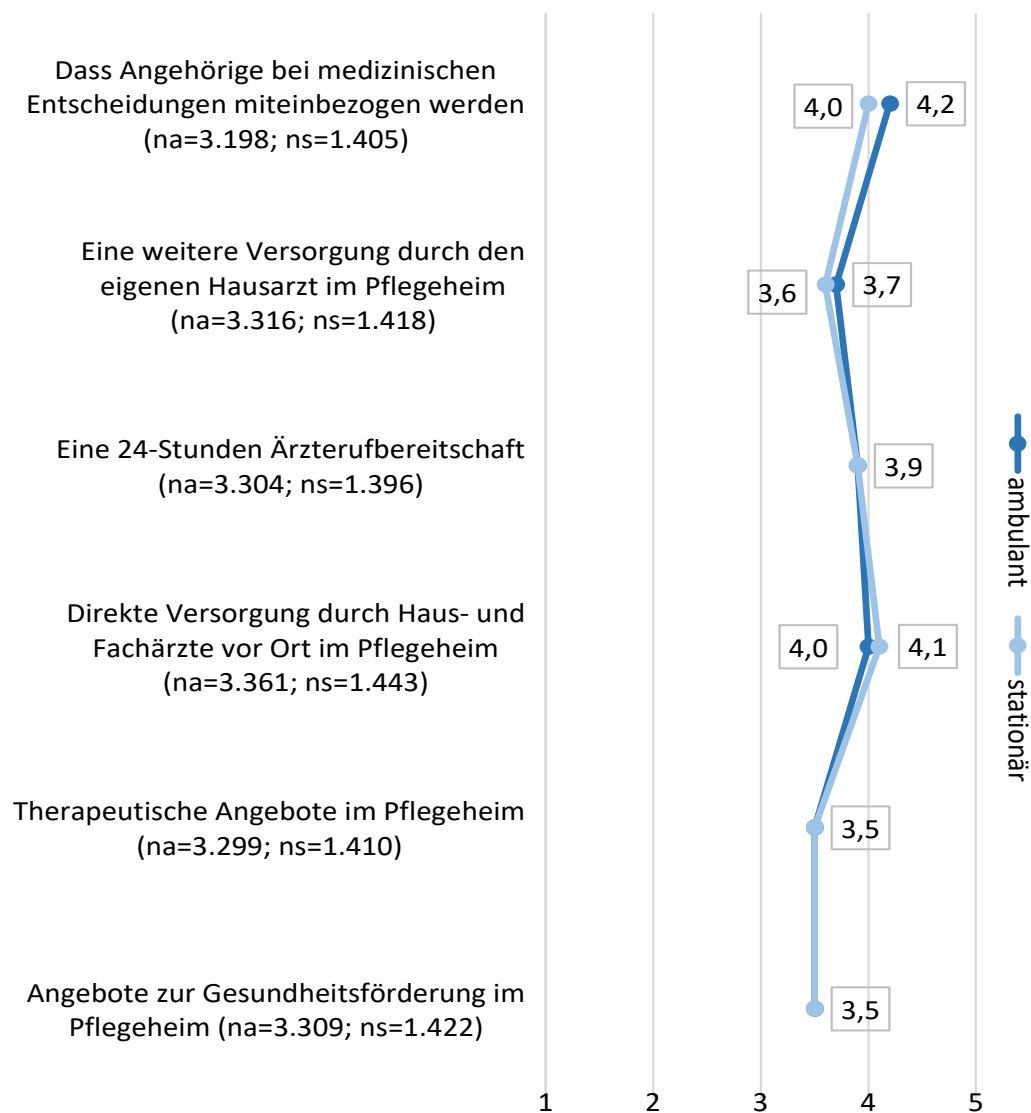 Dass Angehörige bei medizinischen
Entscheidungen miteinbezogen werden
(na=3.198; ns=1.405)
4,0
4,2
Eine weitere Versorgung durch den
eigenen Hausarzt im Pflegeheim
(na=3.316; ns=1.418)
3,6
3,7
Eine 24-Stunden Ärzterufbereitschaft
(na=3.304; ns=1.396)
3,9
Direkte Versorgung durch Haus- und
Fachärzte vor Ort im Pflegeheim
(na=3.361; ns=1.443)
4,0
4,1
Therapeutische Angebote im Pflegeheim
(na=3.299; ns=1.410)
3,5
Angebote zur Gesundheitsförderung im
Pflegeheim (na=3.309; ns=1.422)
3,5
1 2 3 4 5
ambulant
stationär